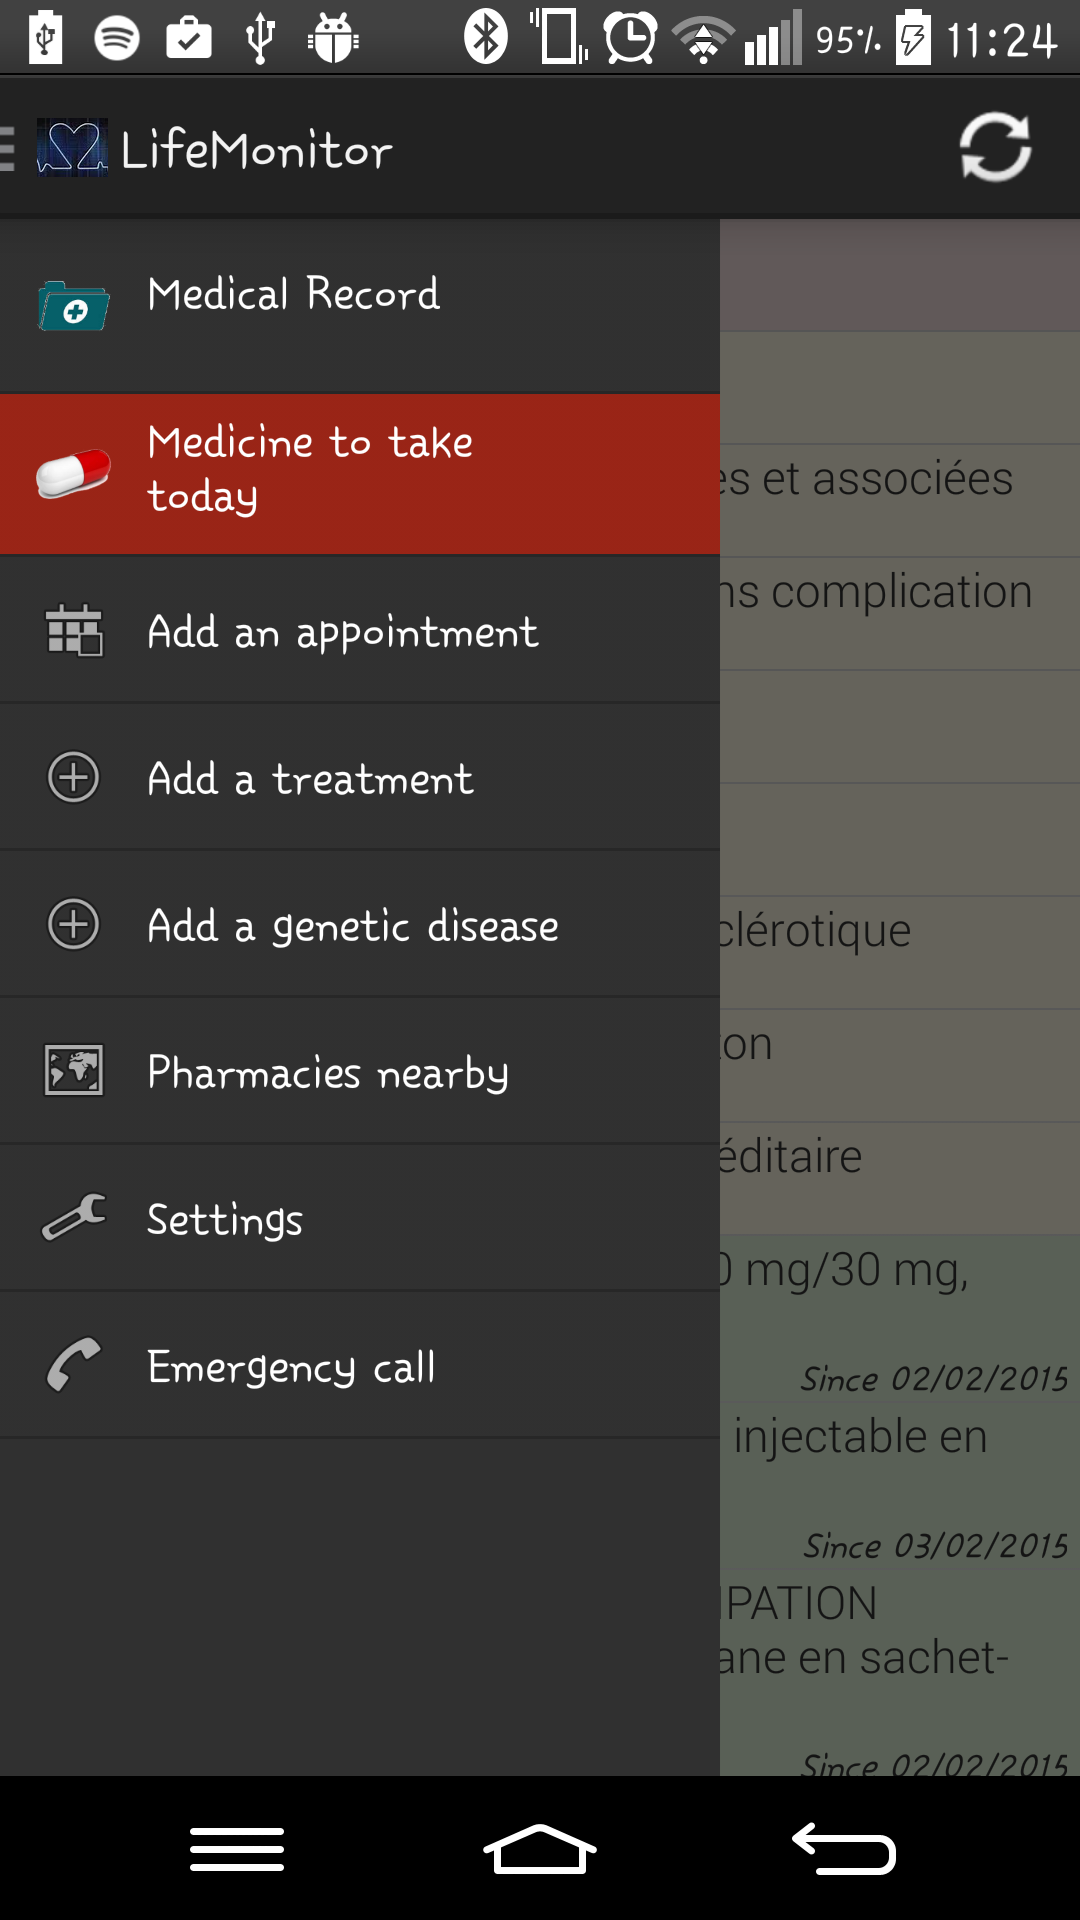 95% 11:24
LifeMonitor
Medical Record
Medicine to take
today
es et associées
ns complication
Add an appointment
Add a treatment
Add a genetic disease
clérotique
Pharmacies nearby
ton
éditaire
Settings
0 mg/30 mg,
Emergency call
Since 02/02/2015
injectable en
Since 03/02/2015
IPATION
ane en sachet-
Since 02/02/2015